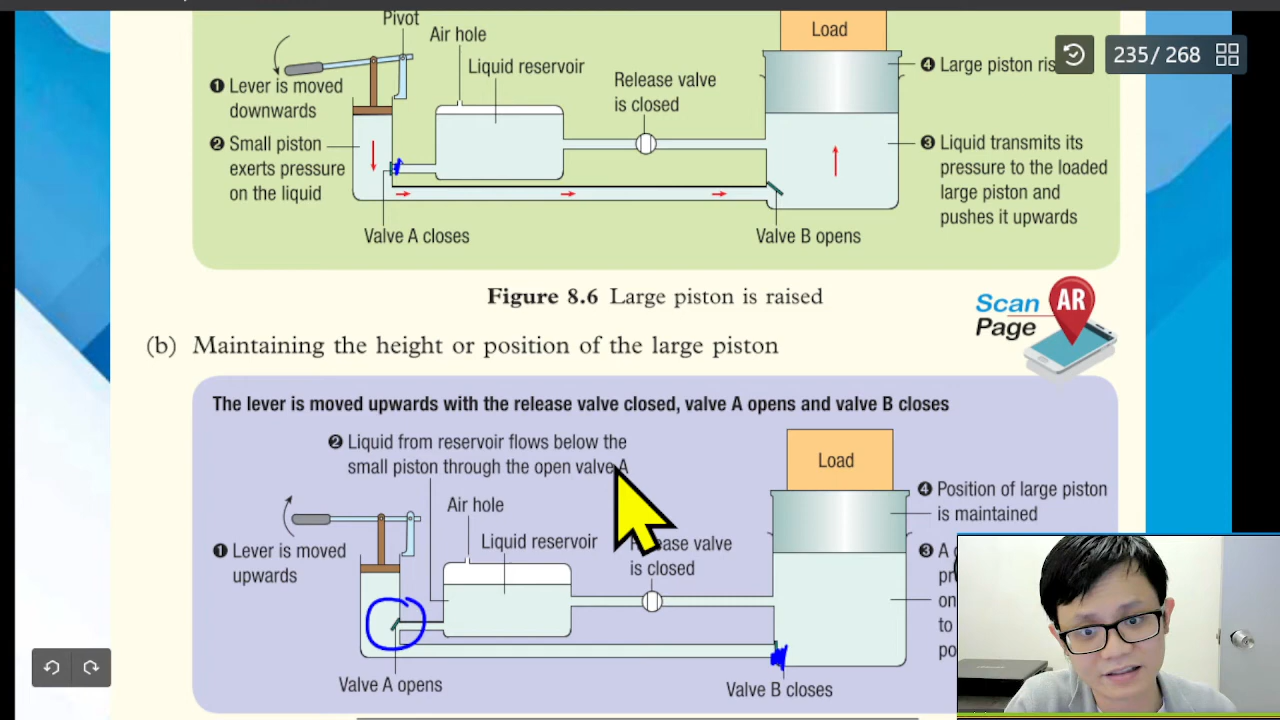 Pivot
Air hole
Load
235/ 268
Liquid reservoir
Release valve
is closed
❹ Large piston ris
❶ Lever is moved
downwards
❷ Small piston
exerts pressure
on the liquid
❸ Liquid transmits its
pressure to the loaded
large piston and
pushes it upwards
Valve A closes
Valve B opens
Figure 8.6 Large piston is raised
Scan
Page
AR
(b) Maintaining the height or position of the large piston
The lever is moved upwards with the release valve closed, valve A opens and valve B closes
❷ Liquid from reservoir flows below the
small piston through the open valve A
Load
Air hole
❹ Position of large piston
is maintained
Liquid reservoir
Release valve
is closed
❶ Lever is moved
upwards
❸ A
pr
on
to
po
Valve A opens
Valve B closes